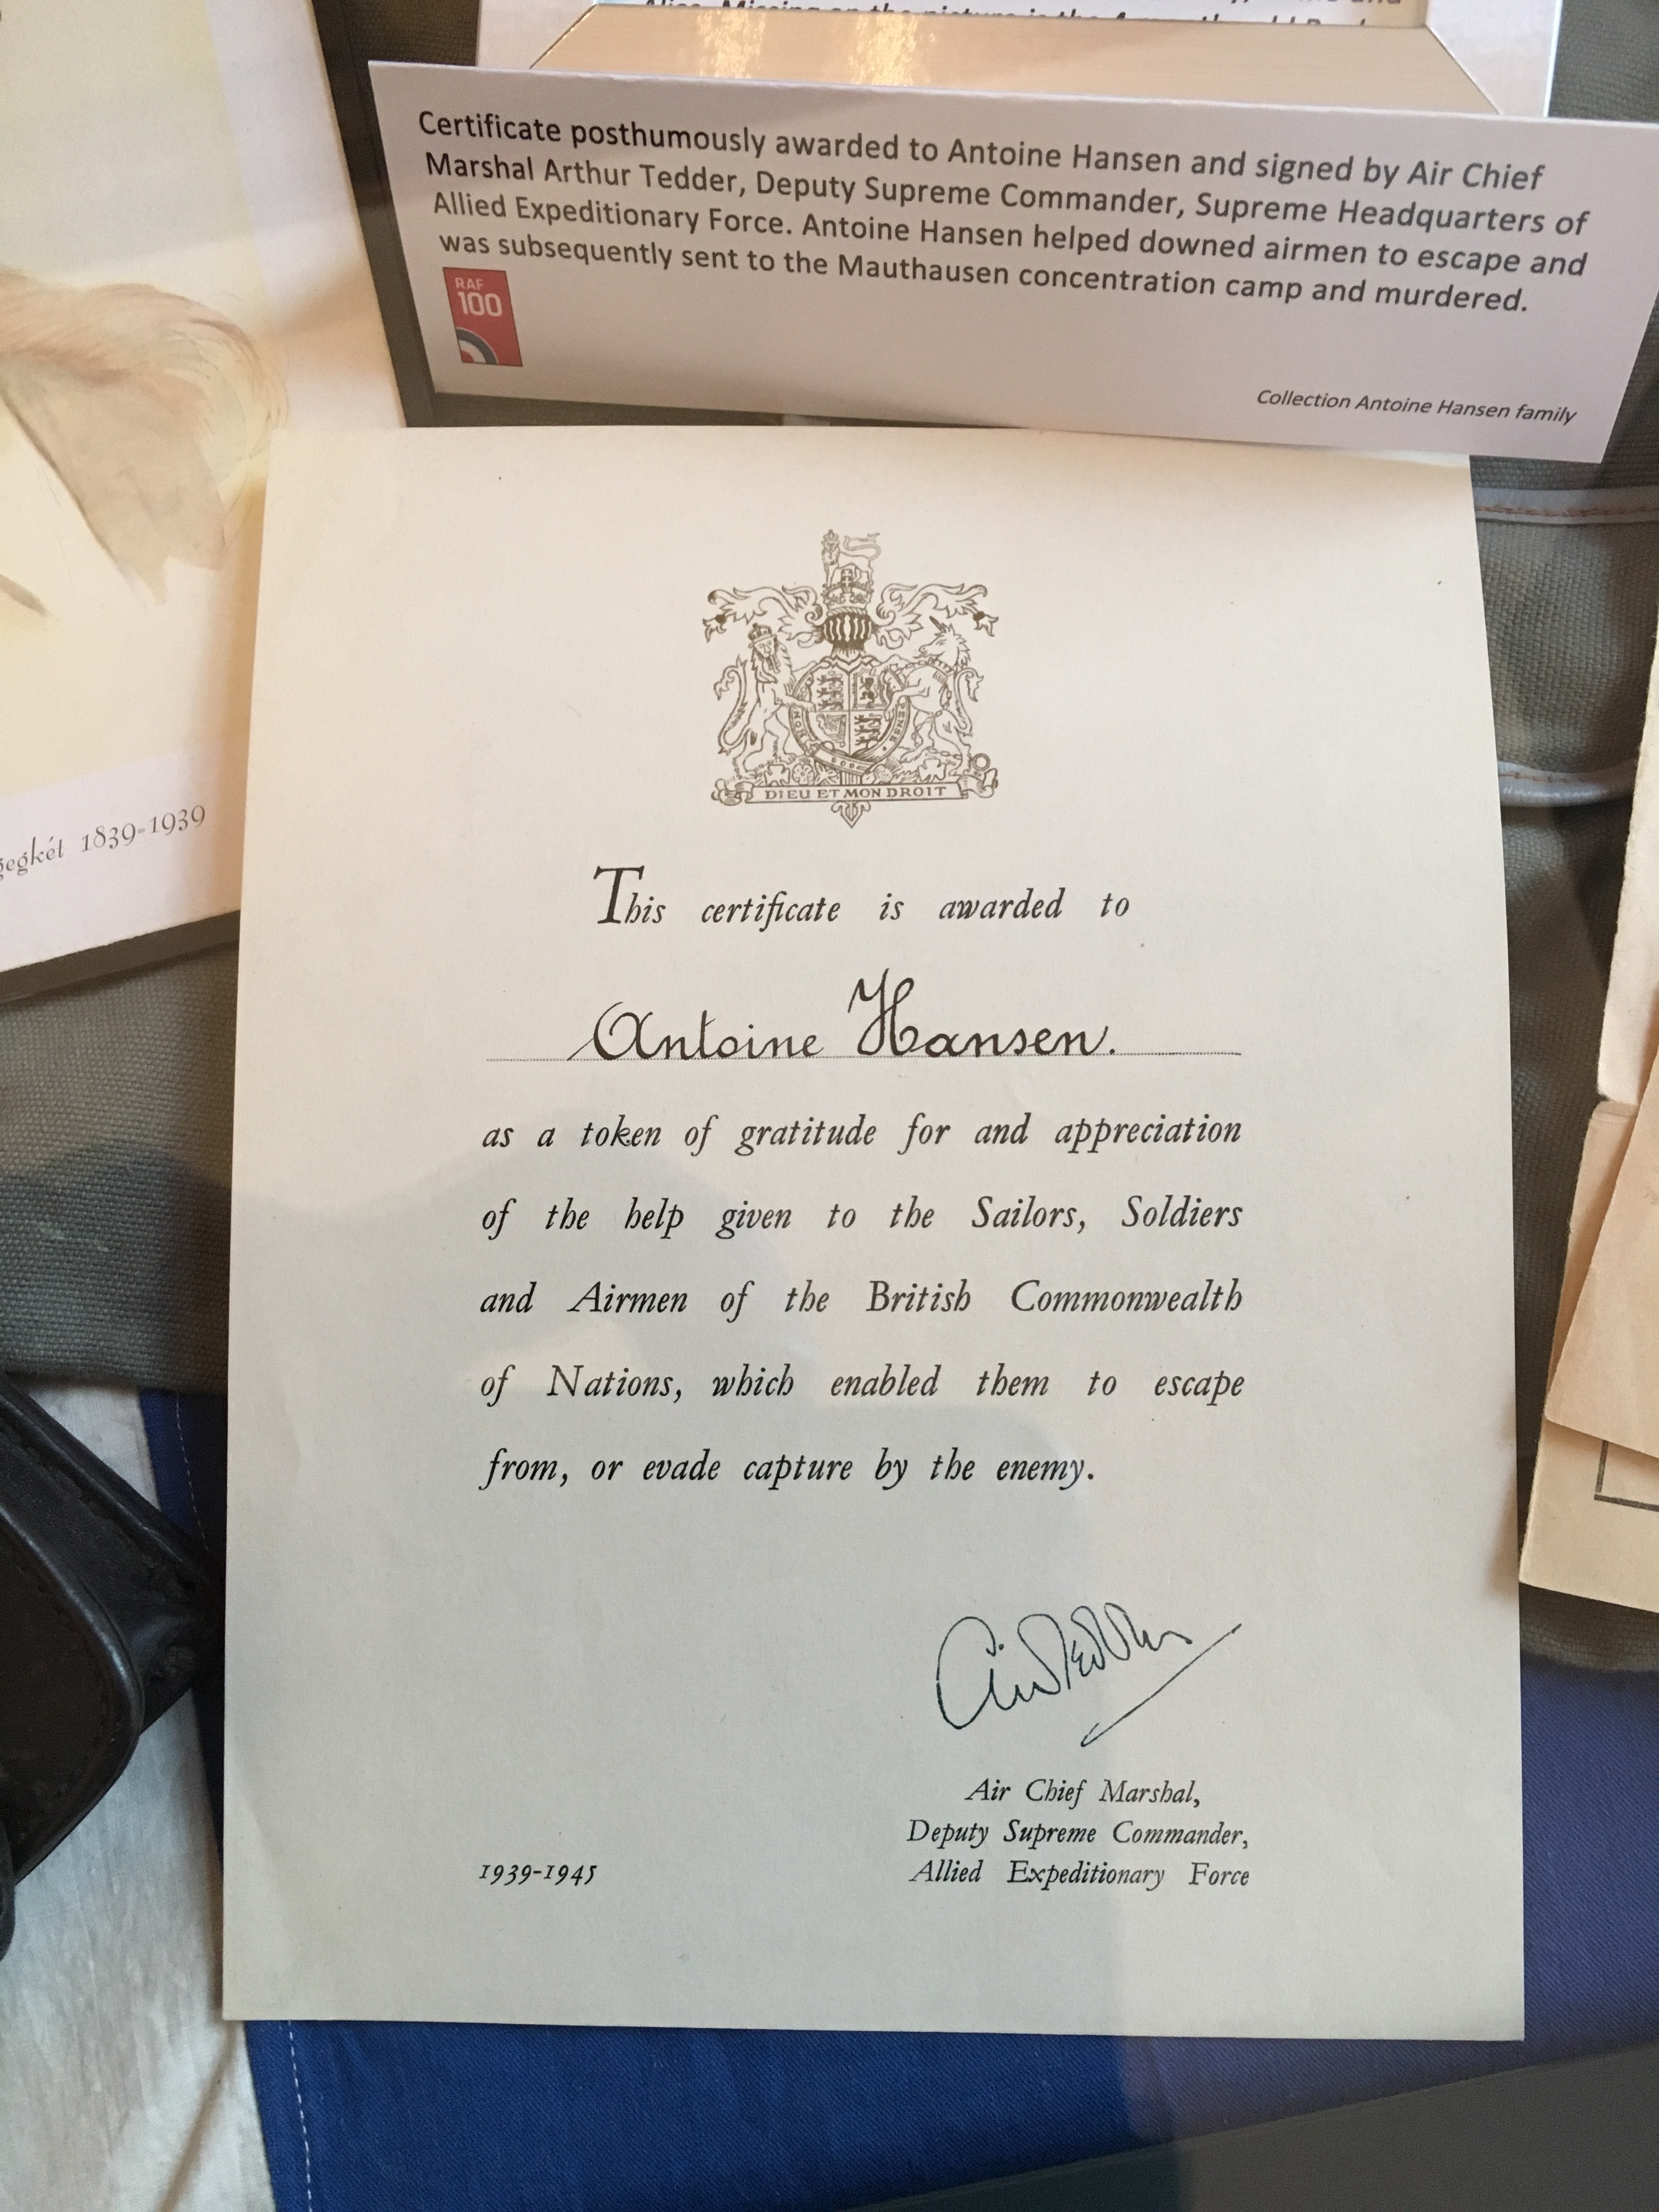 Certificate posthumously awarded to Antoine Hansen and signed by Air Chief
Marshal Arthur Tedder, Deputy Supreme Commander, Supreme Headquarters of
Allied Expeditionary Force. Antoine Hansen helped downed airmen to escape and
was subsequently sent to the Mauthausen concentration camp and murdered.
RAF
100
Collection Antoine Hansen family
1839-1939
DIEU ET MON DROIT
This certificate is awarded to
Antoine Hansen.
as a token of gratitude for and appreciation
of the help given to the Sailors, Soldiers
and Airmen of the British Commonwealth
of Nations, which enabled them to escape
from, or evade capture by the enemy.
Air Chief Marshal,
Deputy Supreme Commander,
1939-1945 Allied Expeditionary Force